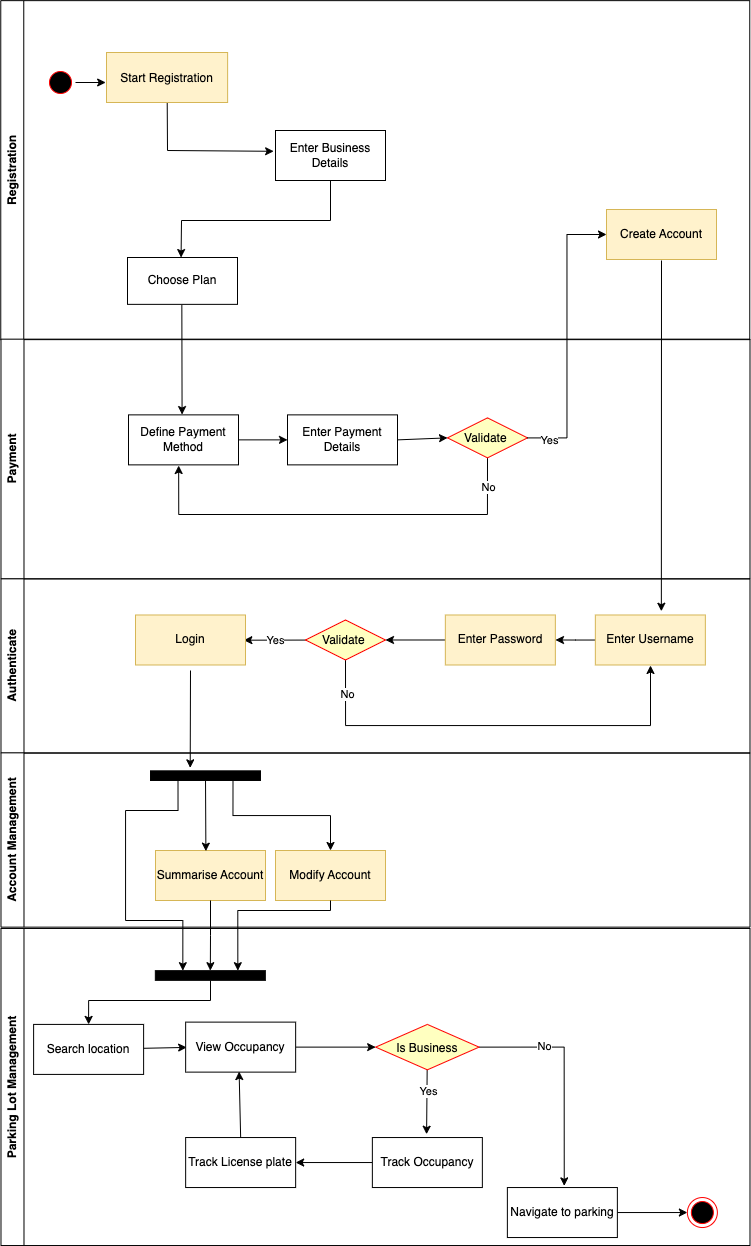 Registration
Start Registration
Enter Business
Details
Create Account
Choose Plan
Payment
Define Payment
Method
Enter Payment
Details
Validate
Yes
No
Authenticate
Login
Yes
Validate
Enter Password
Enter Username
No
Account Management
Summarise Account
Modify Account
Parking Lot Management
Search location
View Occupancy
Is Business
No
Yes
Track License plate
Track Occupancy
Navigate to parking